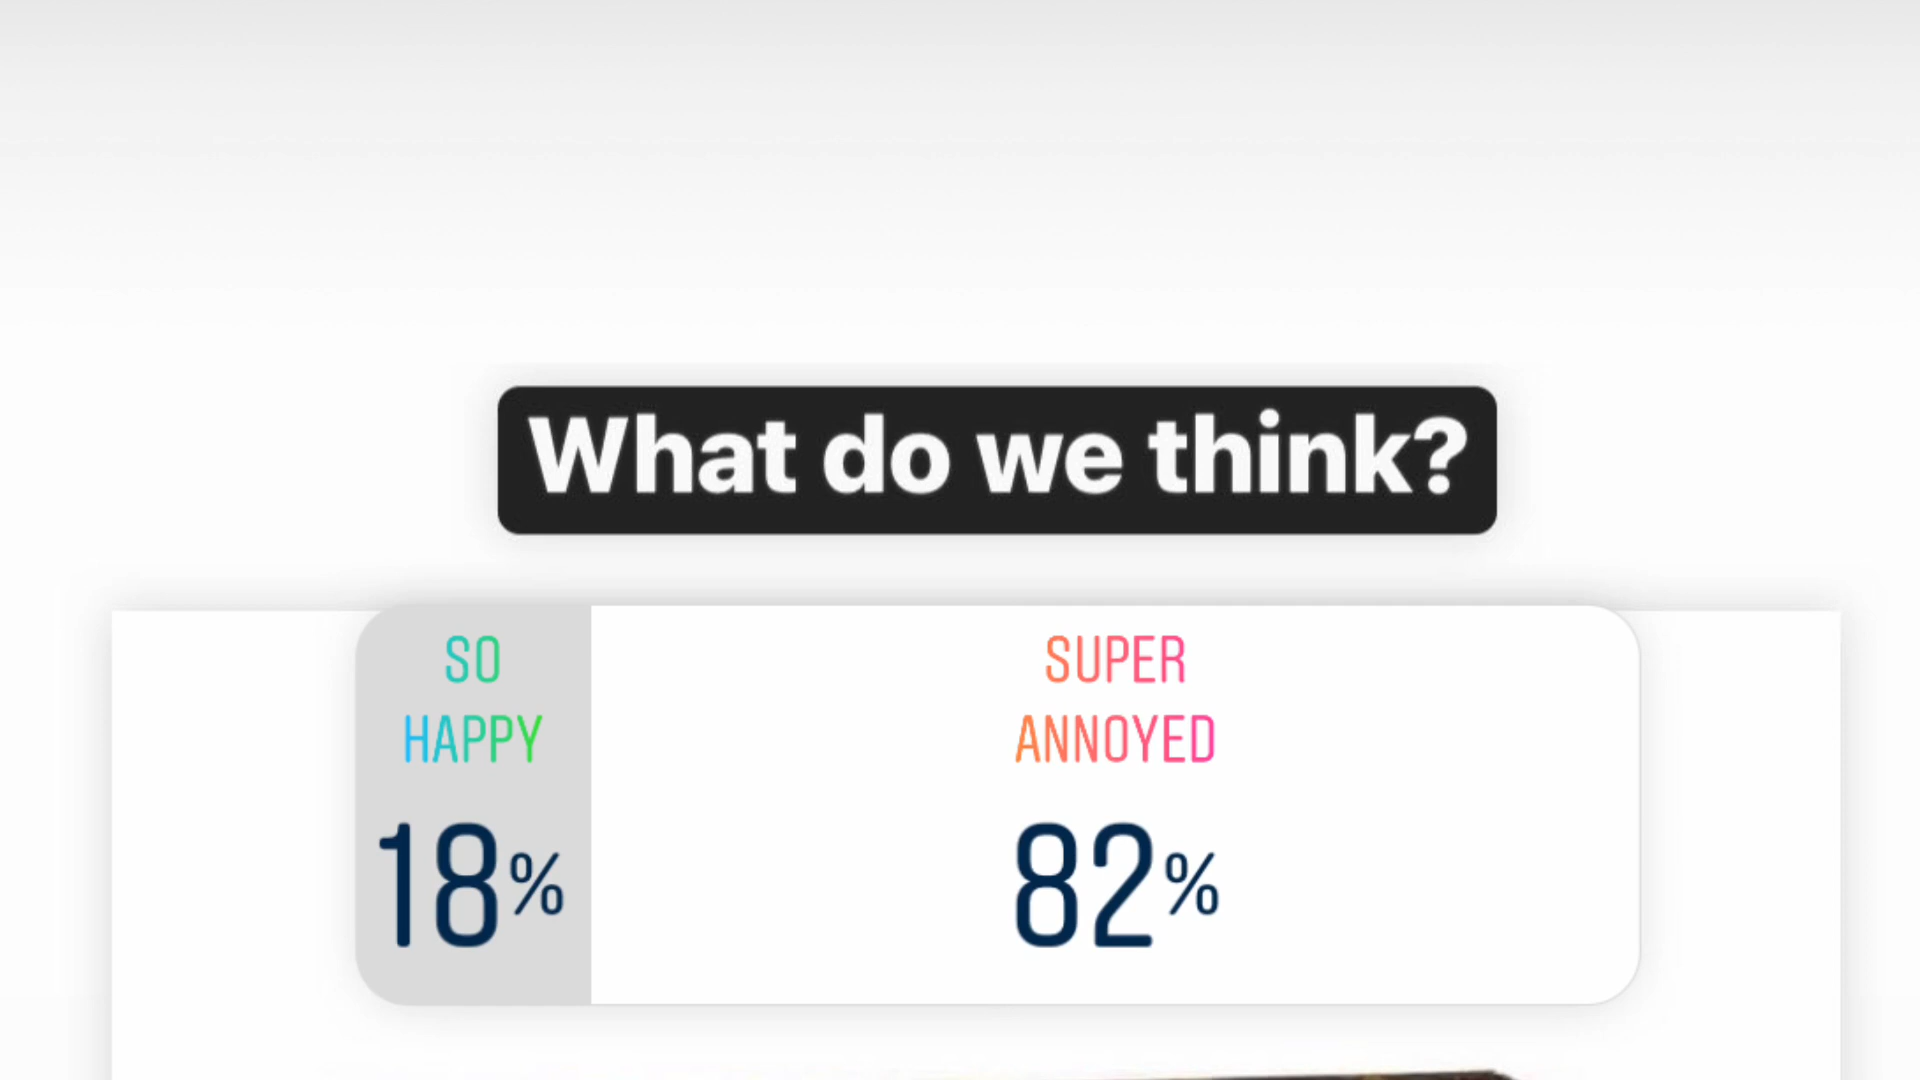 What do we think?
SO
HAPPY
18%
SUPER
ANNOYED
82%